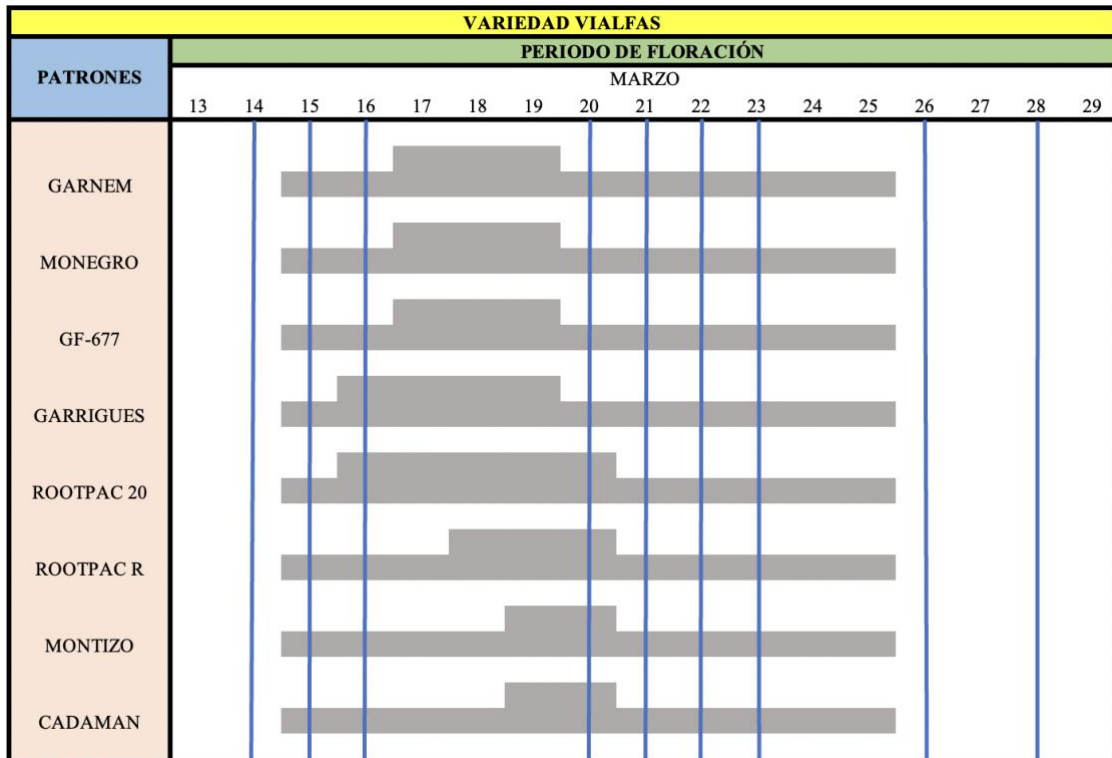 VARIEDAD VIALFAS
PERIODO DE FLORACIÓN
PATRONES
MARZO
13 14 15 16 17 18 19 20 21 22 23 24 25 26 27 28 29
GARNEM
MONEGRO
GF-677
GARRIGUES
ROOTPAC 20
ROOTPAC R
MONTIZO
CADAMAN